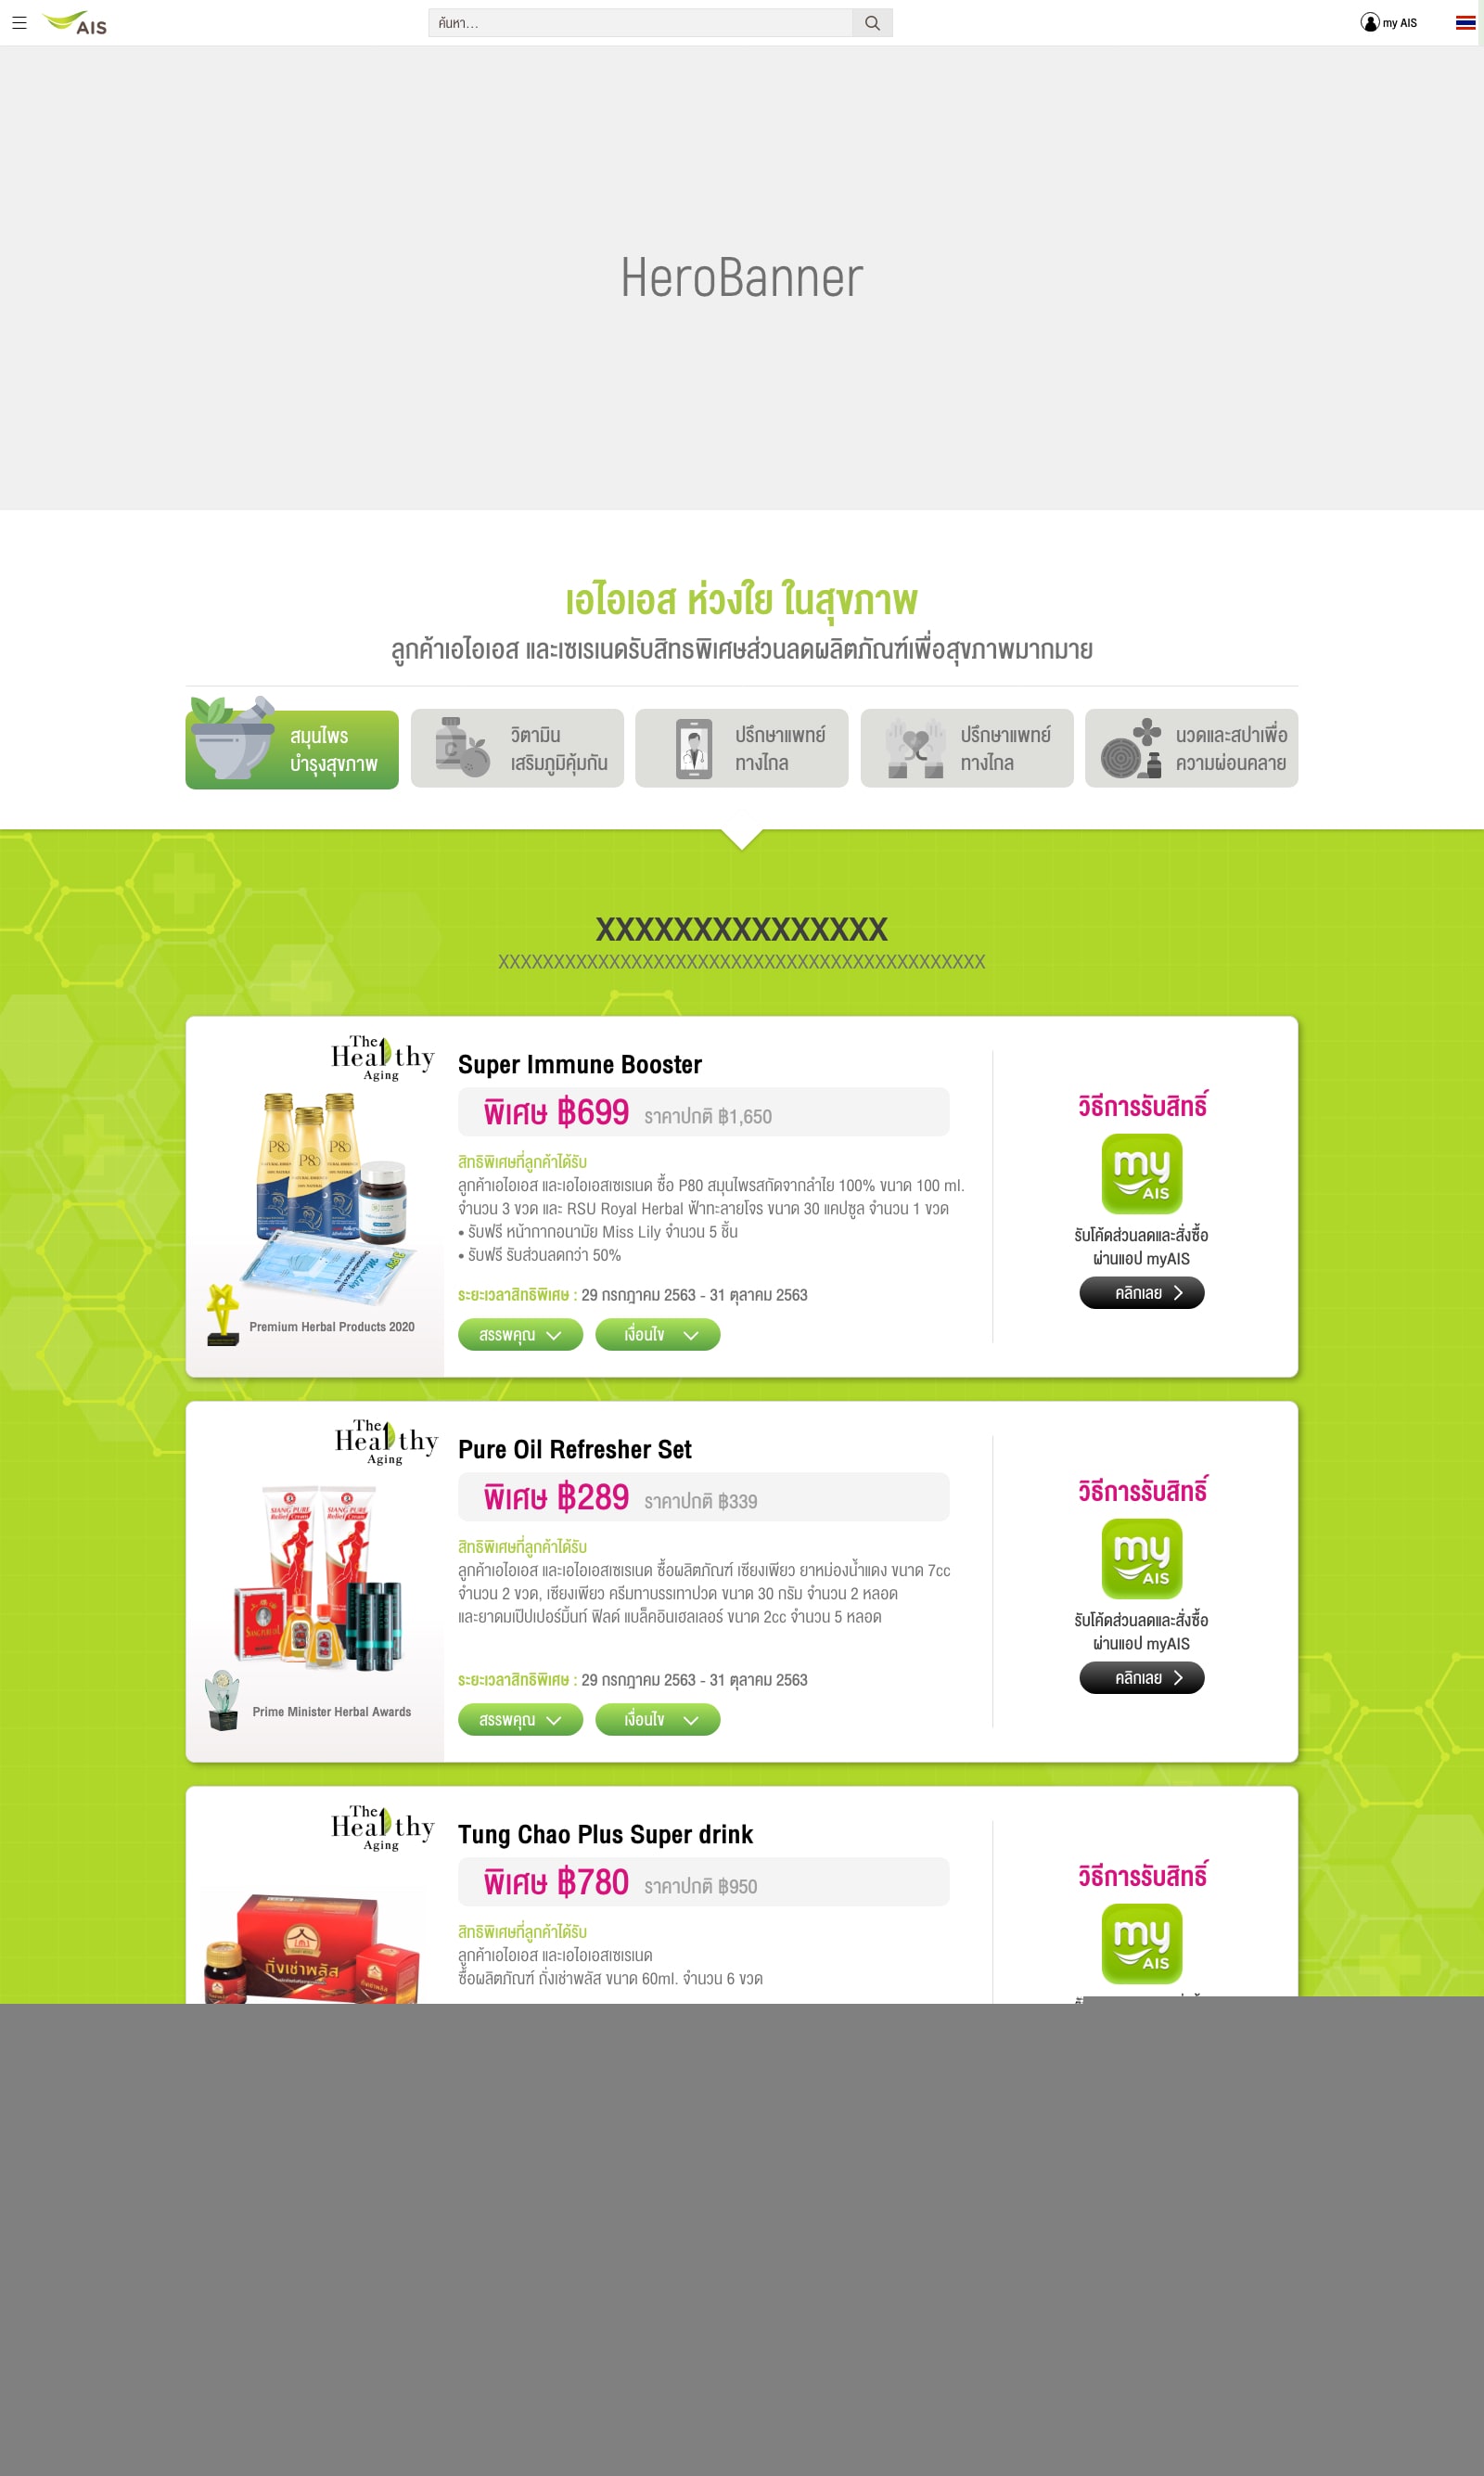 AIS
ค้นหา...
my AIS
HeroBanner
เอไอเอส ห่วงใย ในสุขภาพ
ลูกค้าเอไอเอส และเซเรเนดรับสิทธพิเศษส่วนลดผลิตภัณฑ์เพื่อสุขภาพมากมาย
สมุนไพร
บำรุงสุขภาพ
C
วิตามิน
เสริมภูมิคุ้มกัน
ปรึกษาแพทย์
ทางไกล
ปรึกษาแพทย์
ทางไกล
นวดและสปาเพื่อ
ความผ่อนคลาย
XXXXXXXXXXXXXXX
XXXXXXXXXXXXXXXXXXXXXXXXXXXXXXXXXXXXXXXXXXXX
The
Healthy
Aging
P80
P80
Miss Lily
Premium Herbal Products 2020
Super Immune Booster
พิเศษ ฿699 ราคาปกติ ฿1,650
สิทธิพิเศษที่ลูกค้าได้รับ
ลูกค้าเอไอเอส และเอไอเอสเซเรเนด ซื้อ P80 สมุนไพรสกัดจากลำไย 100% ขนาด 100 ml.
จำนวน 3 ขวด และ RSU Royal Herbal ฟ้าทะลายโจร ขนาด 30 แคปซูล จำนวน 1 ขวด
• รับฟรี หน้ากากอนามัย Miss Lily จำนวน 5 ชิ้น
• รับฟรี รับส่วนลดกว่า 50%
ระยะเวลาสิทธิพิเศษ : 29 กรกฎาคม 2563 - 31 ตุลาคม 2563
สรรพคุณ
เงื่อนไข
วิธีการรับสิทธิ์
my
AIS
รับโค้ดส่วนลดและสั่งซื้อ
ผ่านแอป myAIS
คลิกเลย
The
Healthy
Aging
SIANG PURE
Relief Cream
SIANG PURE
Relief Cream
SIANG PURE OIL
Prime Minister Herbal Awards
Pure Oil Refresher Set
พิเศษ ฿289 ราคาปกติ ฿339
สิทธิพิเศษที่ลูกค้าได้รับ
ลูกค้าเอไอเอส และเอไอเอสเซเรเนด ซื้อผลิตภัณฑ์ เซียงเพียว ยาหม่องน้ำแดง ขนาด 7cc
จำนวน 2 ขวด, เซียงเพียว ครีมทาบรรเทาปวด ขนาด 30 กรัม จำนวน 2 หลอด
และยาดมเป๊ปเปอร์มิ้นท์ ฟิลด์ แบล็คอินเฮลเลอร์ ขนาด 2cc จำนวน 5 หลอด
ระยะเวลาสิทธิพิเศษ : 29 กรกฎาคม 2563 - 31 ตุลาคม 2563
สรรพคุณ
เงื่อนไข
วิธีการรับสิทธิ์
my
AIS
รับโค้ดส่วนลดและสั่งซื้อ
ผ่านแอป myAIS
คลิกเลย
The
Healthy
Aging
ถั่งเช่าพลัส
Tung Chao Plus Super drink
พิเศษ ฿780 ราคาปกติ ฿950
สิทธิพิเศษที่ลูกค้าได้รับ
ลูกค้าเอไอเอส และเอไอเอสเซเรเนด
ซื้อผลิตภัณฑ์ ถั่งเช่าพลัส ขนาด 60ml. จำนวน 6 ขวด
วิธีการรับสิทธิ์
my
AIS